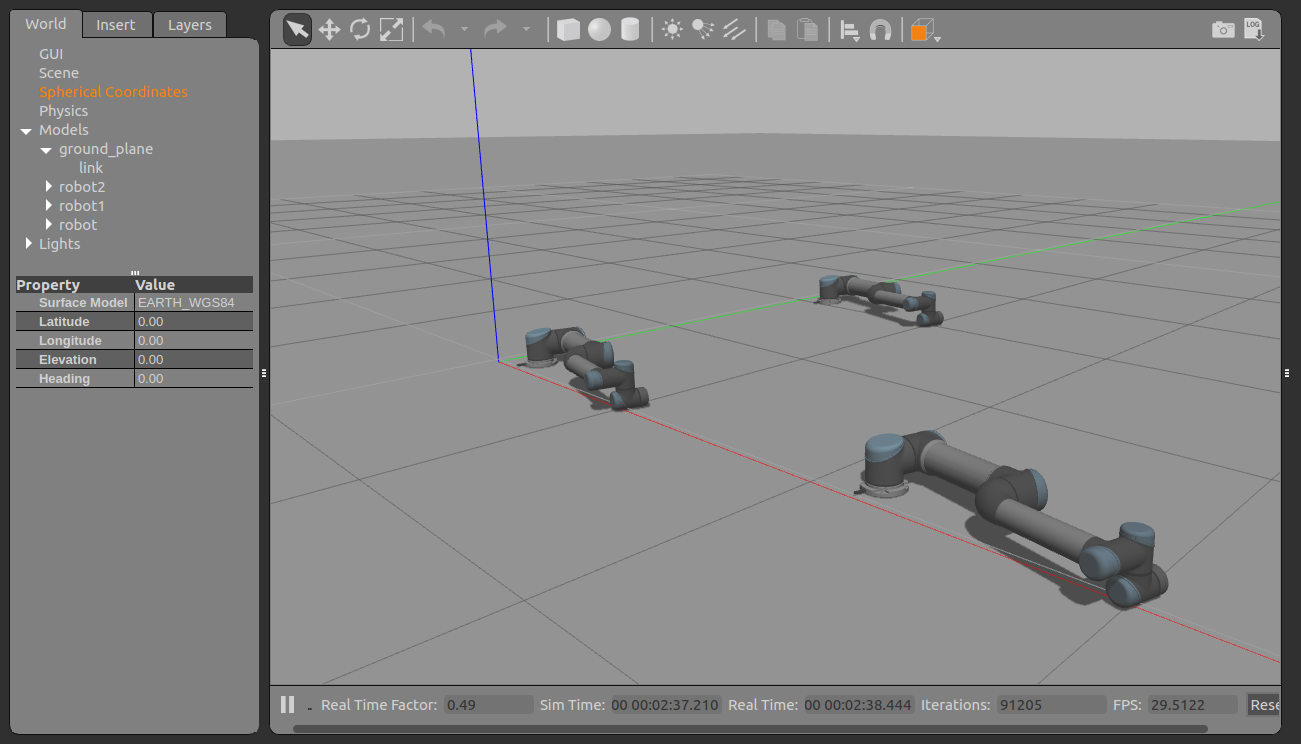 World Insert Layers
GUI
Scene
Spherical Coordinates
Physics
Models
ground_plane
link
robot2
robot1
robot
Lights
Property Value
Surface Model EARTH_WGS84
Latitude 0.00
Longitude 0.00
Elevation 0.00
Heading 0.00
LOG
Real Time Factor: 0.49 Sim Time: 00 00:02:37.210 Real Time: 00 00:02:38.444 Iterations: 91205 FPS: 29.5122 Rese